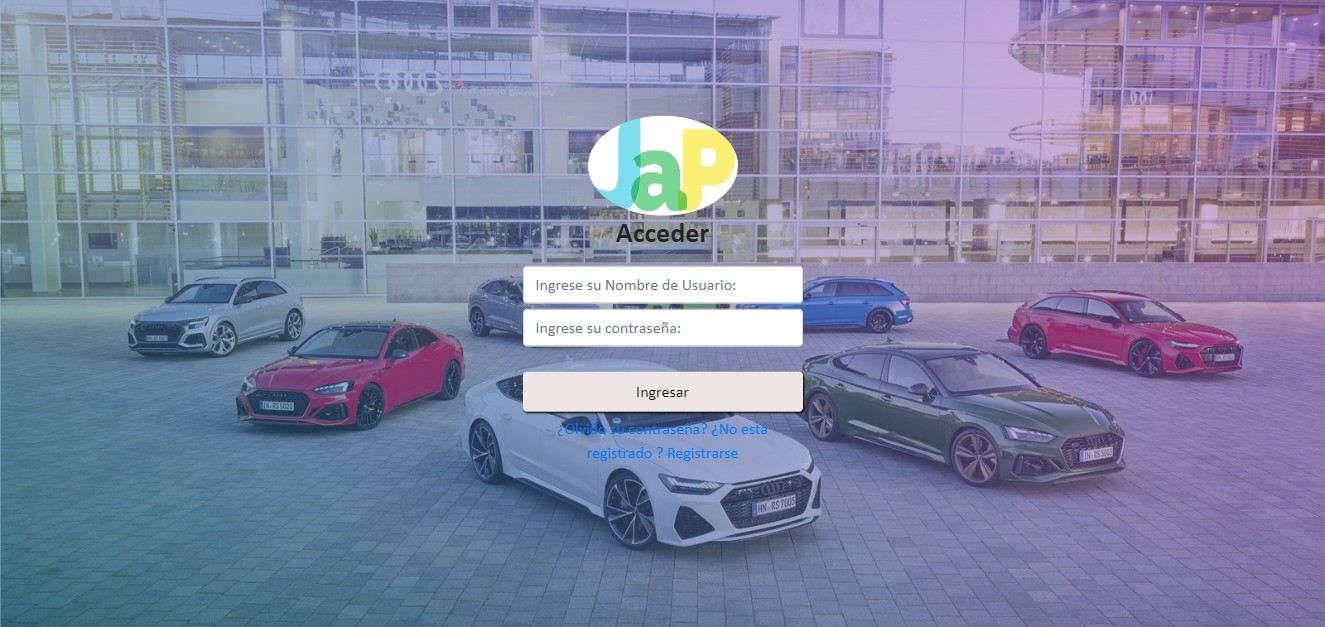 JaP
Acceder
Ingrese su Nombre de Usuario:
Ingrese su contraseña:
Ingresar
¿Olvidó su contraseña? ¿No está
registrado ? Registrarse